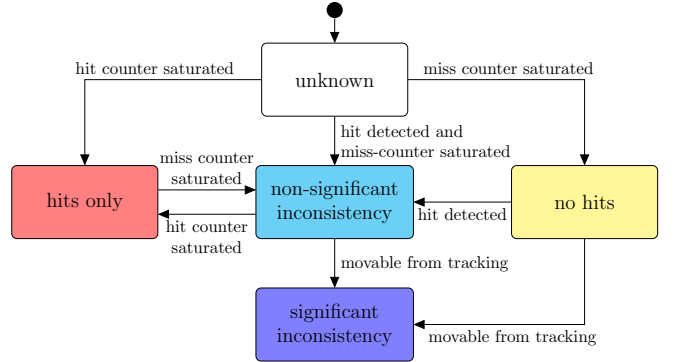 hit counter saturated
unknown
miss counter saturated
hit detected and
miss-counter saturated
hits only
miss counter
saturated
hit counter
saturated
non-significant
inconsistency
hit detected
no hits
movable from tracking
significant
inconsistency
movable from tracking